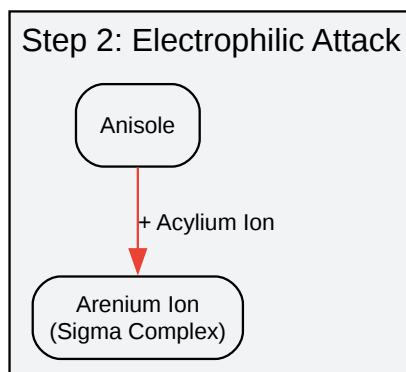 Step 2: Electrophilic Attack
Anisole
+ Acylium Ion
Arenium Ion
(Sigma Complex)